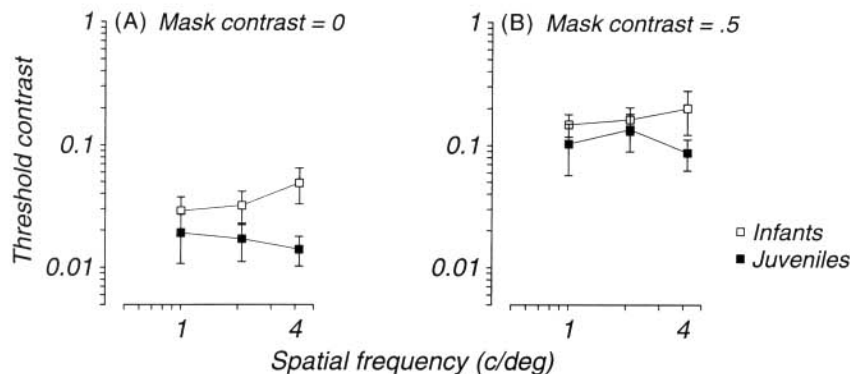 (A) Mask contrast = 0
(B) Mask contrast = .5
Threshold contrast
1
0.1
0.01
1
4
1
0.1
0.01
1
4
Infants
Juveniles
Spatial frequency (c/deg)